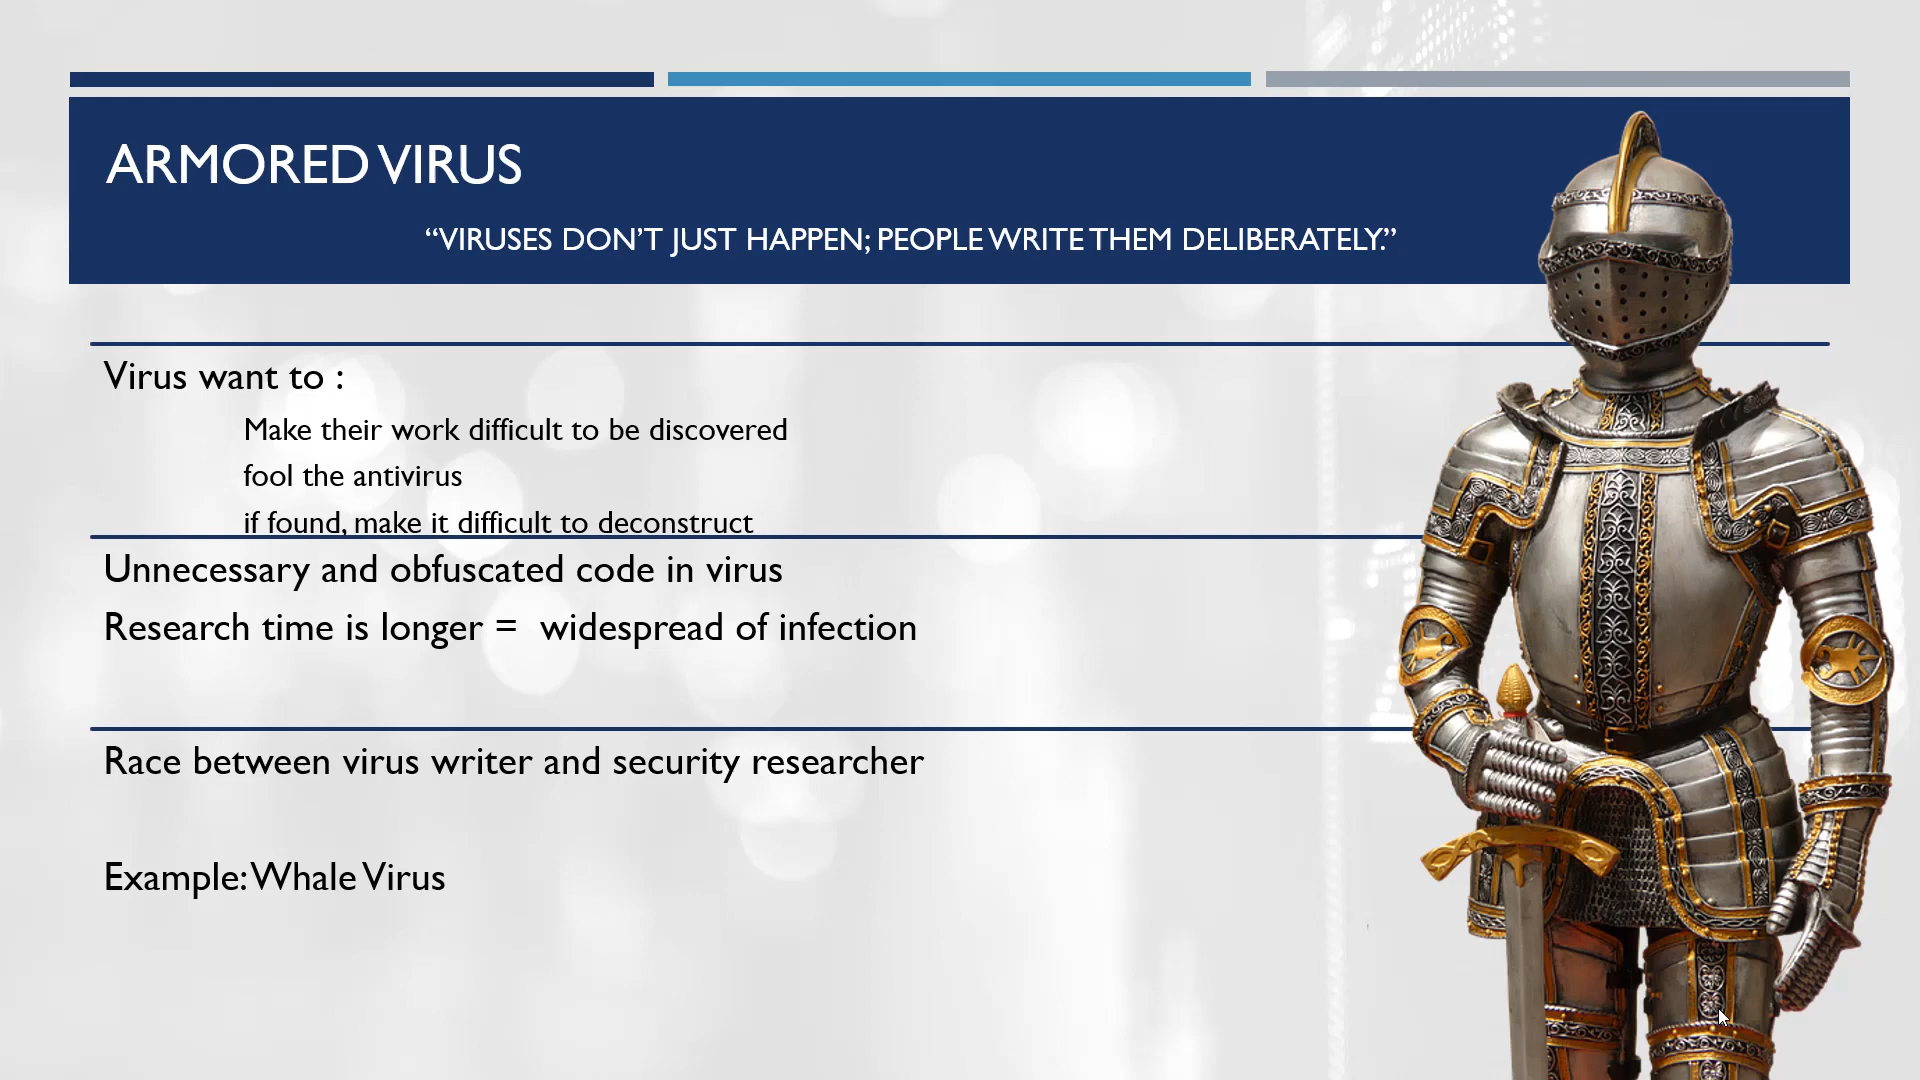 ARMORED VIRUS
“VIRUSES DON’T JUST HAPPEN; PEOPLE WRITE THEM DELIBERATELY.”
Virus want to :
Make their work difficult to be discovered
fool the antivirus
if found, make it difficult to deconstruct
Unnecessary and obfuscated code in virus
Research time is longer = widespread of infection
Race between virus writer and security researcher
Example: Whale Virus